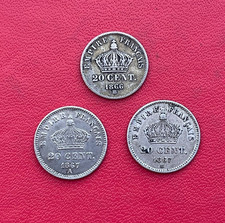 EMPIRE FRANÇAIS
20 CENT.
1866
EMPIRE FRANÇAIS
20 CENT.
1867
A
EMPIRE FRANÇAIS
20 CENT.
1867